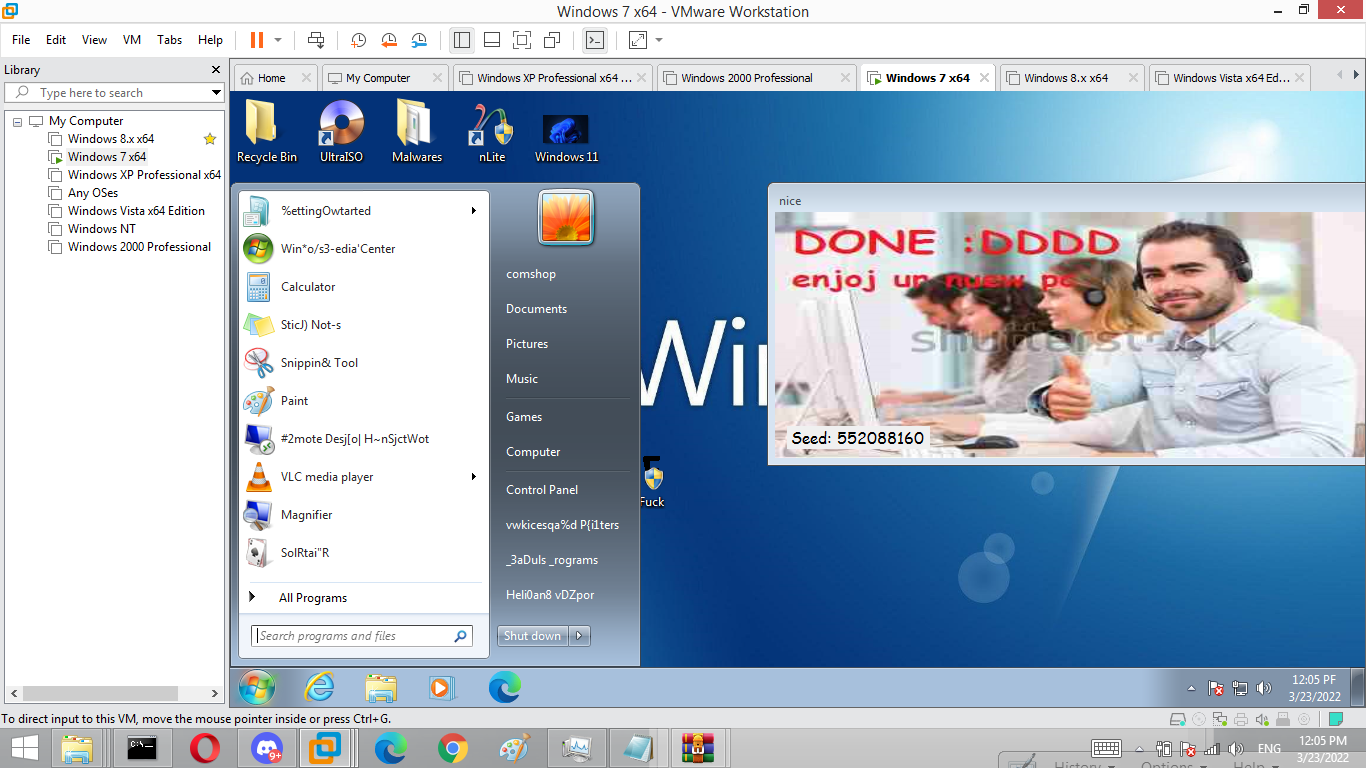 Windows 7 x64 - VMware Workstation
File Edit View VM Tabs Help
Library
Type here to search
My Computer
Windows 8.x x64
Windows 7 x64
Windows XP Professional x64
Any OSes
Windows Vista x64 Edition
Windows NT
Windows 2000 Professional
Home
My Computer
Windows XP Professional x64 ...
Windows 2000 Professional
Windows 7 x64
Windows 8.x x64
Windows Vista x64 Ed...
Recycle Bin
UltraISO
Malwares
nLite
Windows 11
%ettingOwtarted
Win*o/s3-edia'Center
Calculator
SticJ) Not-s
Snippin& Tool
Paint
#2mote Desj[o| H~nSjctWot
VLC media player
Magnifier
SolRtai"R
All Programs
Search programs and files
comshop
Documents
Pictures
Music
Games
Computer
Control Panel
vwkicesqa%d P{i1ters
_3aDuls _rograms
Heli0an8 vDZpor
Shut down
Win
Fuck
nice
DONE :DDDD
enjoj un nuew pc
shutterstock
Seed: 552088160
12:05 PF
3/23/2022
To direct input to this VM, move the mouse pointer inside or press Ctrl+G.
C:\_
9+
ENG
12:05 PM
3/23/2022
History
Options
Help